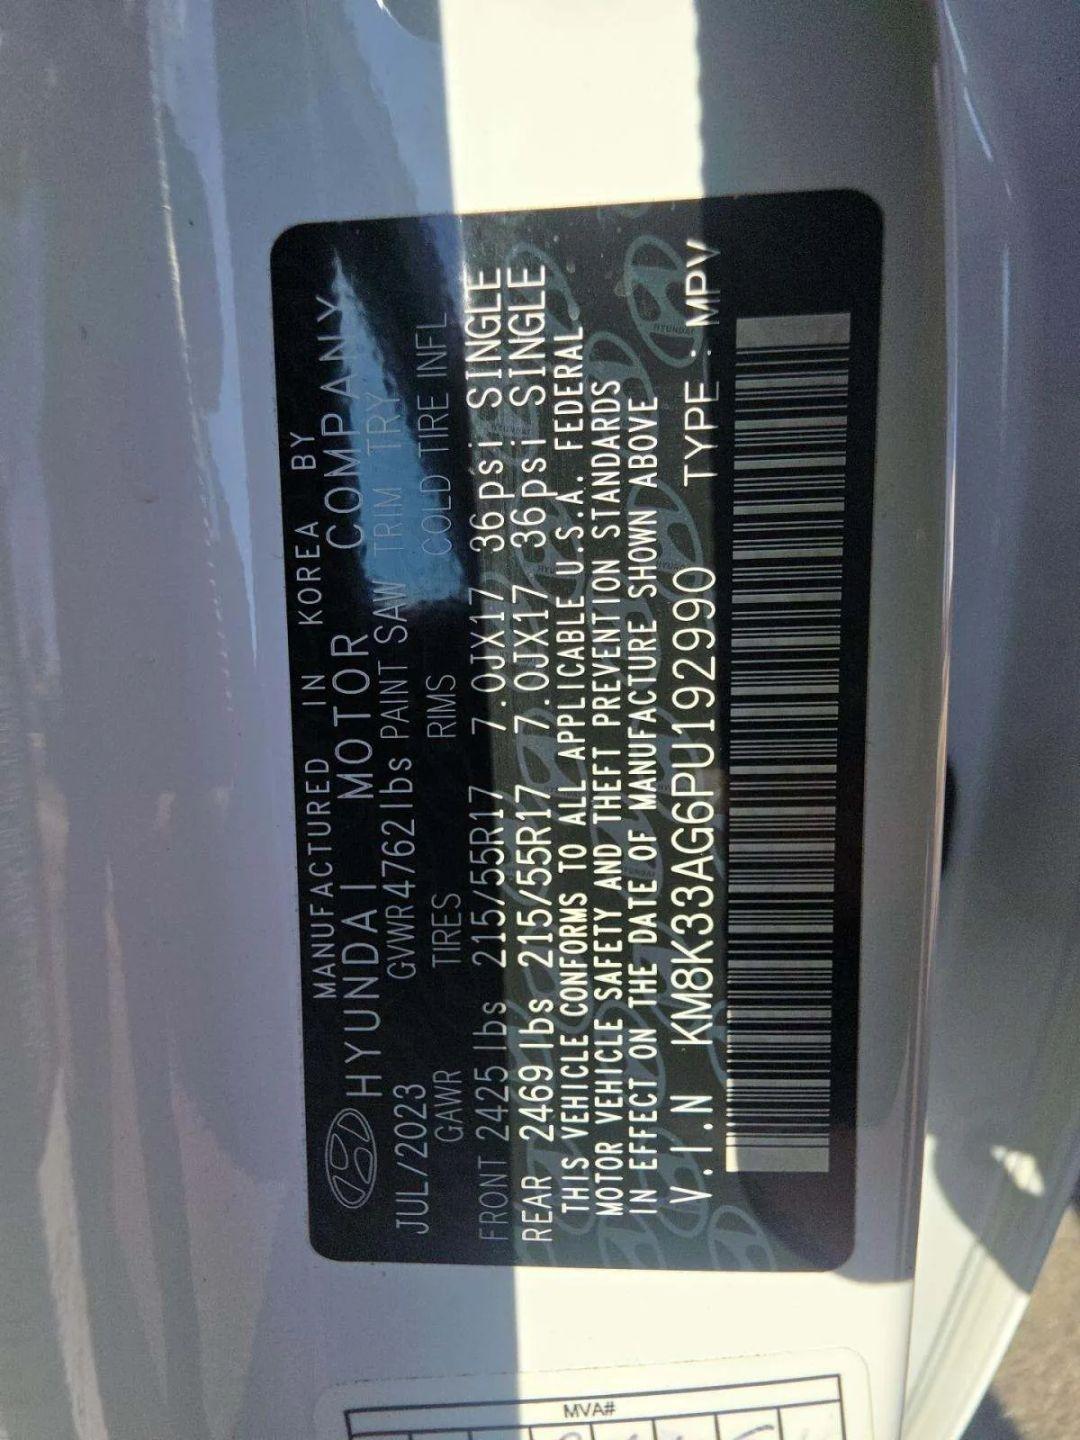 MANUFACTURED IN KOREA BY
HYUNDAI MOTOR COMPANY
JUL/2023 GVWR4762lbs PAINT SAW TRIM TRY
GAWR TIRES RIMS COLD TIRE INFL
FRONT 2425lbs 215/55R17 7.0JX17 36psi SINGLE
REAR 2469lbs 215/55R17 7.0JX17 36psi SINGLE
THIS VEHICLE CONFORMS TO ALL APPLICABLE U.S.A. FEDERAL
MOTOR VEHICLE SAFETY AND THEFT PREVENTION STANDARDS
IN EFFECT ON THE DATE OF MANUFACTURE SHOWN ABOVE
V.I.N KM8K33AG6PU192990 TYPE : MPV
HYUNDAI
MVA#